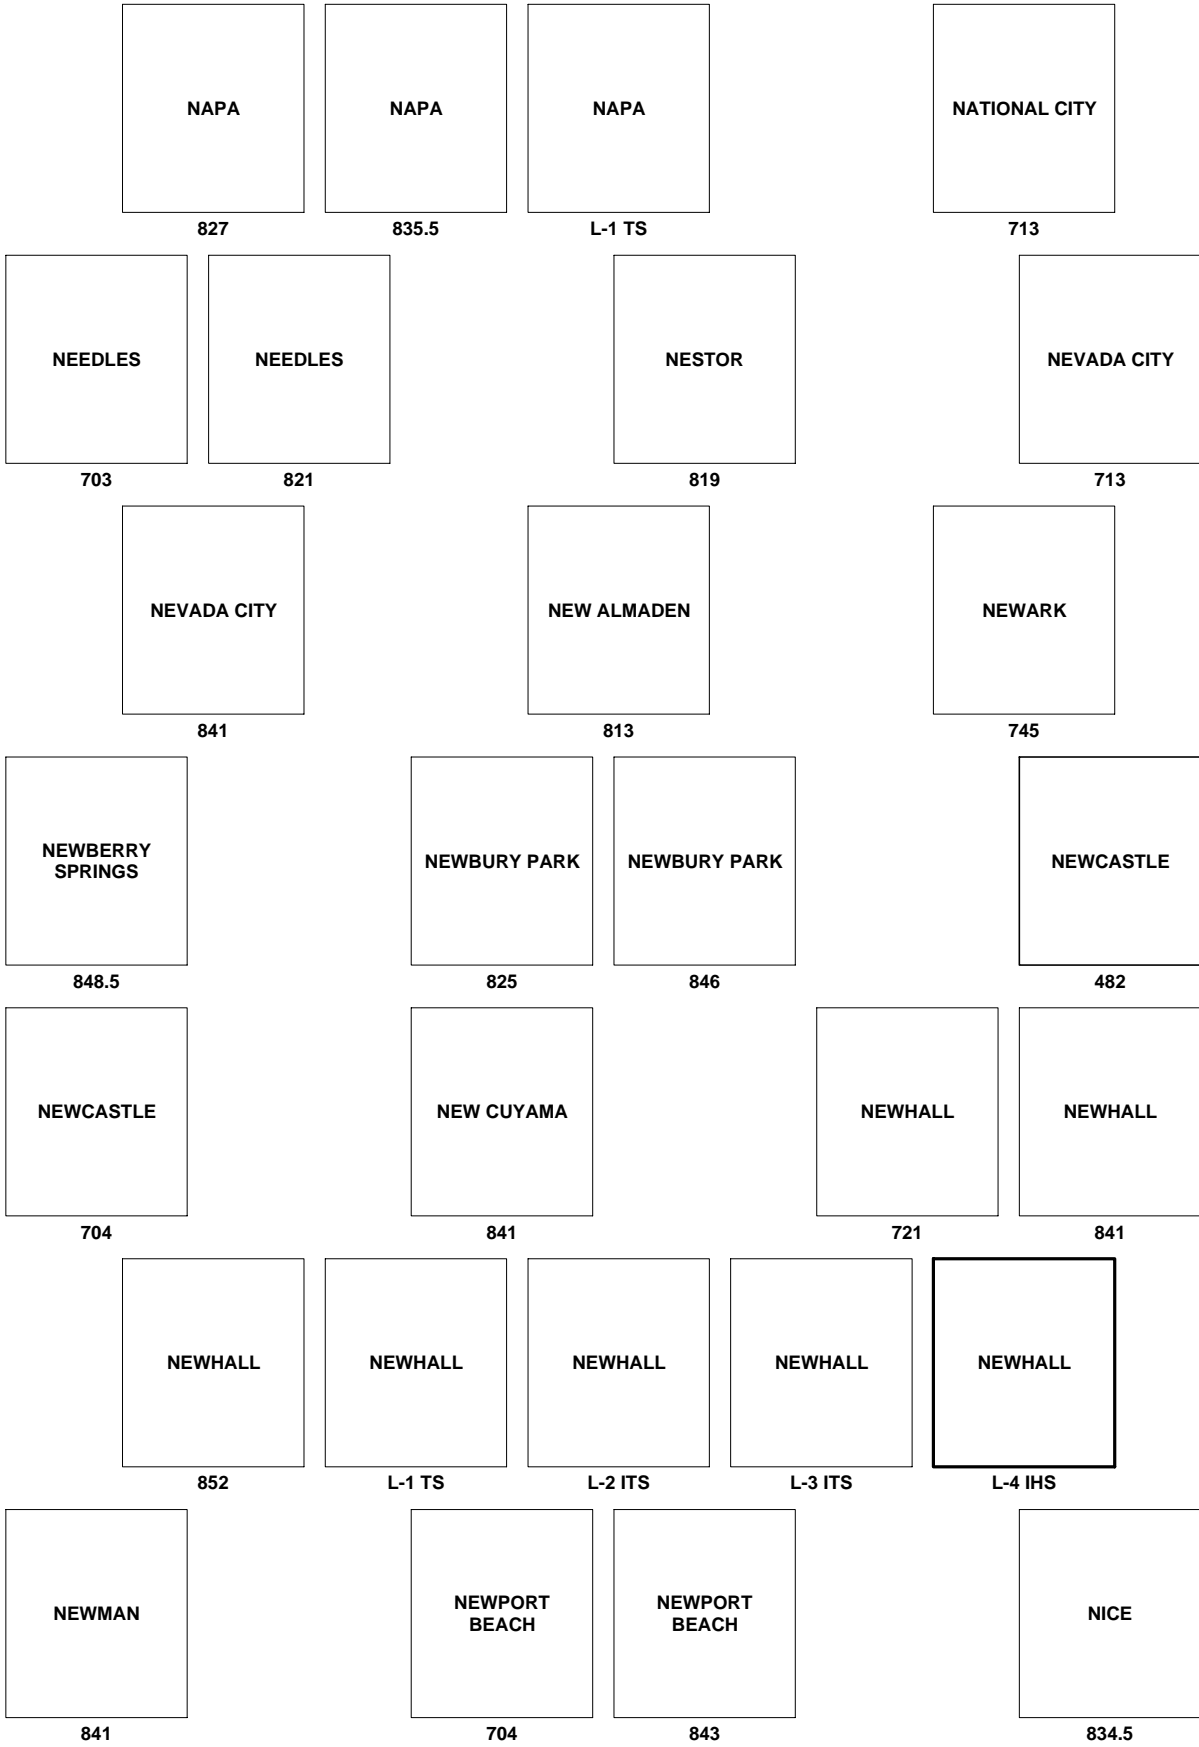 NAPA
NAPA
NAPA
NATIONAL CITY
827
835.5
L-1 TS
713
NEEDLES
NEEDLES
NESTOR
NEVADA CITY
703
821
819
713
NEVADA CITY
NEW ALMADEN
NEWARK
841
813
745
NEWBERRY
SPRINGS
NEWBURY PARK
NEWBURY PARK
NEWCASTLE
848.5
825
846
482
NEWCASTLE
NEW CUYAMA
NEWHALL
NEWHALL
704
841
721
841
NEWHALL
NEWHALL
NEWHALL
NEWHALL
NEWHALL
852
L-1 TS
L-2 ITS
L-3 ITS
L-4 IHS
NEWMAN
NEWPORT
BEACH
NEWPORT
BEACH
NICE
841
704
843
834.5